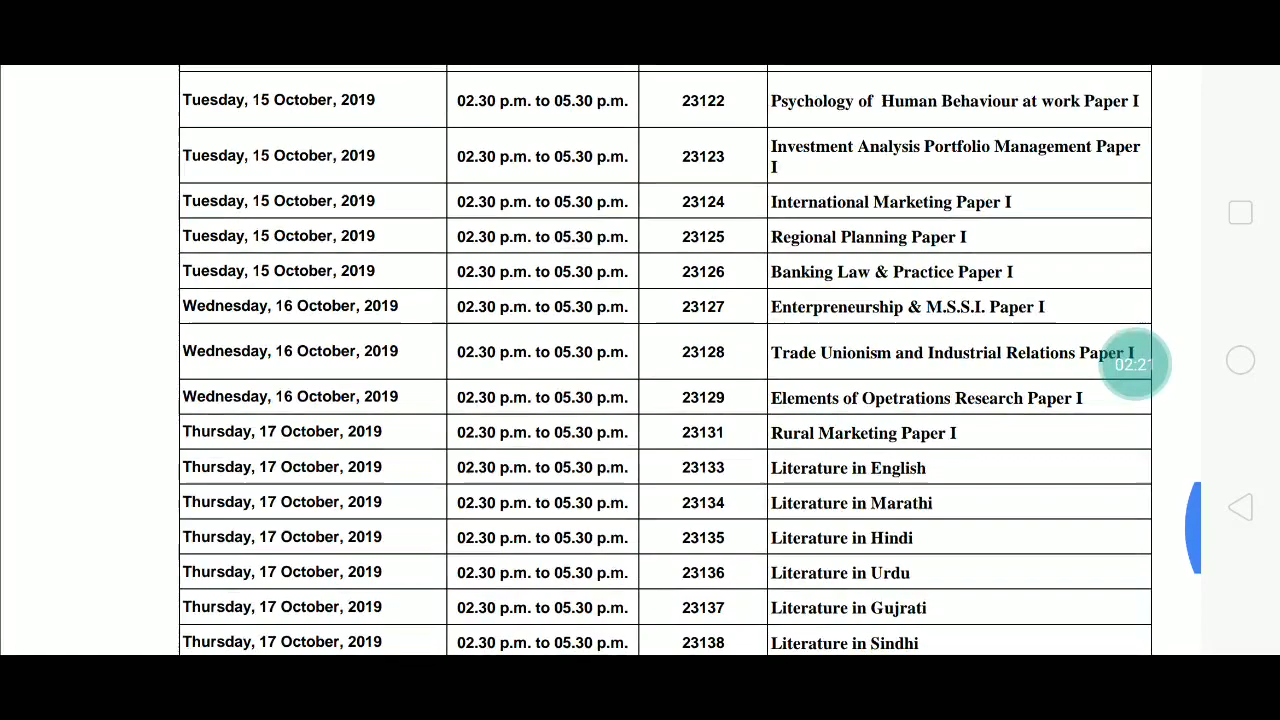 Tuesday, 15 October, 2019 02.30 p.m. to 05.30 p.m. 23122 Psychology of Human Behaviour at work Paper I
Tuesday, 15 October, 2019 02.30 p.m. to 05.30 p.m. 23123 Investment Analysis Portfolio Management Paper
I
Tuesday, 15 October, 2019 02.30 p.m. to 05.30 p.m. 23124 International Marketing Paper I
Tuesday, 15 October, 2019 02.30 p.m. to 05.30 p.m. 23125 Regional Planning Paper I
Tuesday, 15 October, 2019 02.30 p.m. to 05.30 p.m. 23126 Banking Law & Practice Paper I
Wednesday, 16 October, 2019 02.30 p.m. to 05.30 p.m. 23127 Enterpreneurship & M.S.S.I. Paper I
Wednesday, 16 October, 2019 02.30 p.m. to 05.30 p.m. 23128 Trade Unionism and Industrial Relations Paper I
02:21
Wednesday, 16 October, 2019 02.30 p.m. to 05.30 p.m. 23129 Elements of Opetrations Research Paper I
Thursday, 17 October, 2019 02.30 p.m. to 05.30 p.m. 23131 Rural Marketing Paper I
Thursday, 17 October, 2019 02.30 p.m. to 05.30 p.m. 23133 Literature in English
Thursday, 17 October, 2019 02.30 p.m. to 05.30 p.m. 23134 Literature in Marathi
Thursday, 17 October, 2019 02.30 p.m. to 05.30 p.m. 23135 Literature in Hindi
Thursday, 17 October, 2019 02.30 p.m. to 05.30 p.m. 23136 Literature in Urdu
Thursday, 17 October, 2019 02.30 p.m. to 05.30 p.m. 23137 Literature in Gujrati
Thursday, 17 October, 2019 02.30 p.m. to 05.30 p.m. 23138 Literature in Sindhi